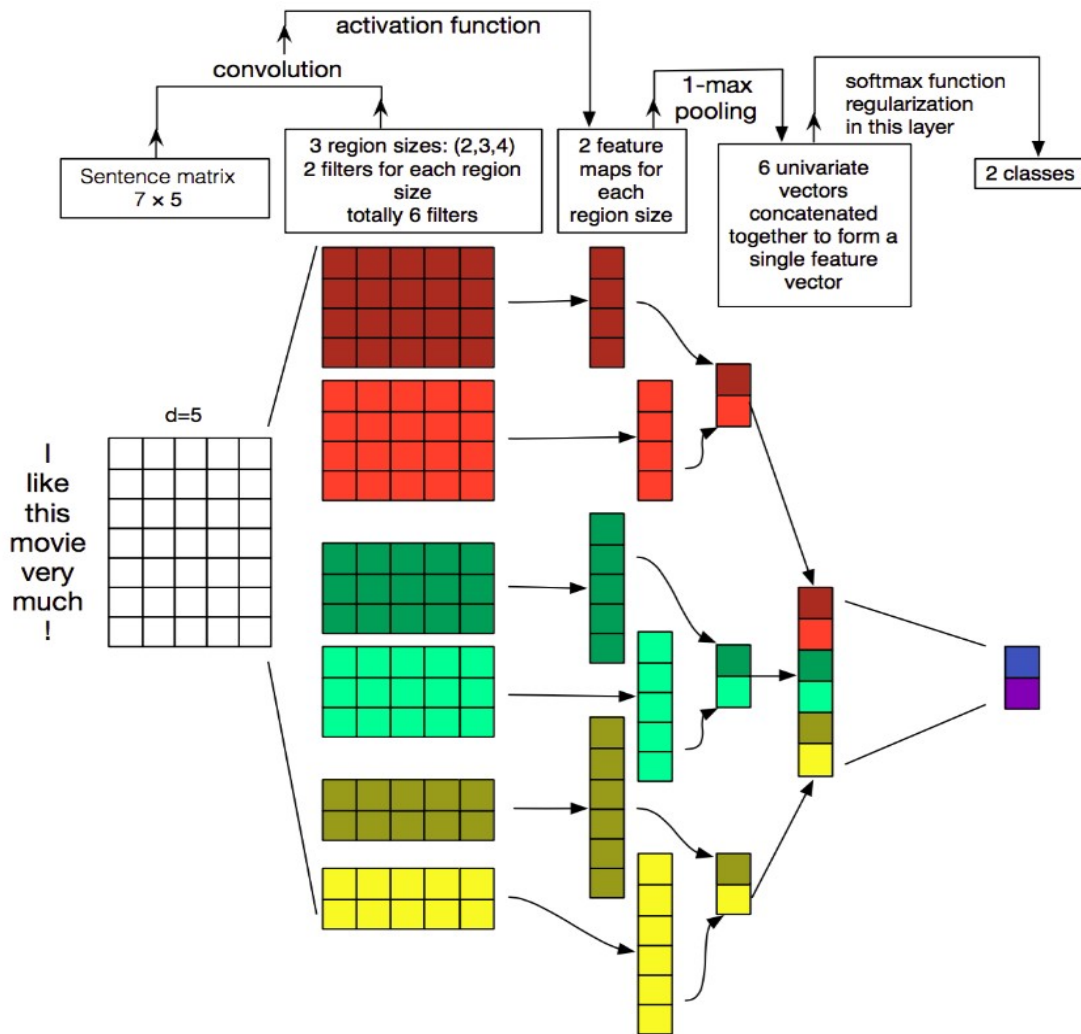 activation function
convolution
1-max
pooling
softmax function
regularization
in this layer
Sentence matrix
7 × 5
3 region sizes: (2,3,4)
2 filters for each region
size
totally 6 filters
2 feature
maps for
each
region size
6 univariate
vectors
concatenated
together to form a
single feature
vector
2 classes
d=5
I
like
this
movie
very
much
!